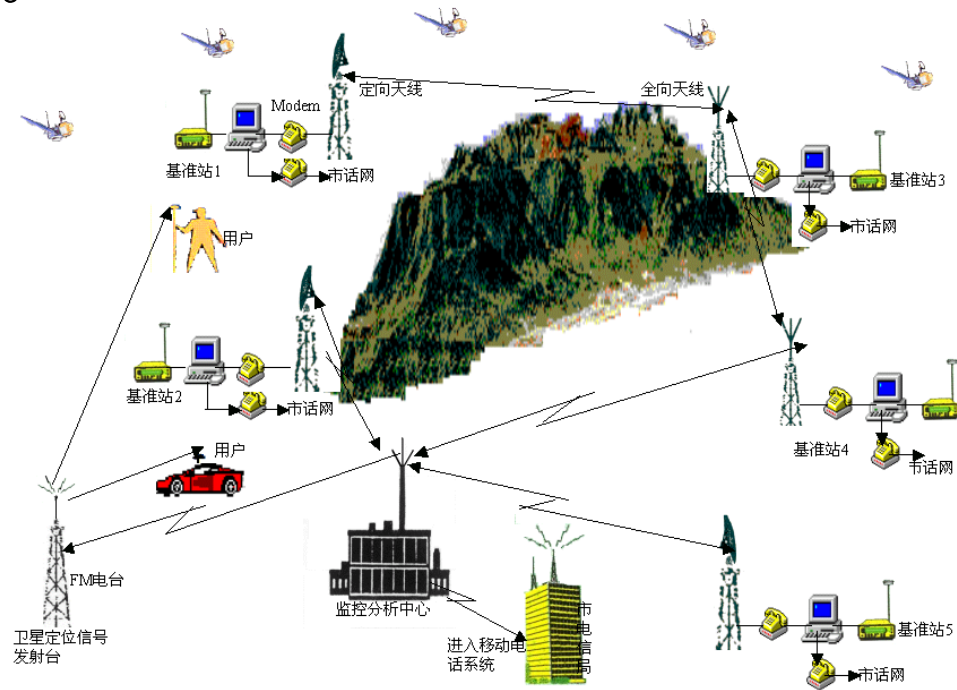 定向天线
全向天线
Modem
基准站1
市话网
基准站3
市话网
用户
基准站2
市话网
基准站4
市话网
用户
FM电台
监控分析中心
卫星定位信号
发射台
进入移动电
话系统
市电信局
基准站5
市话网